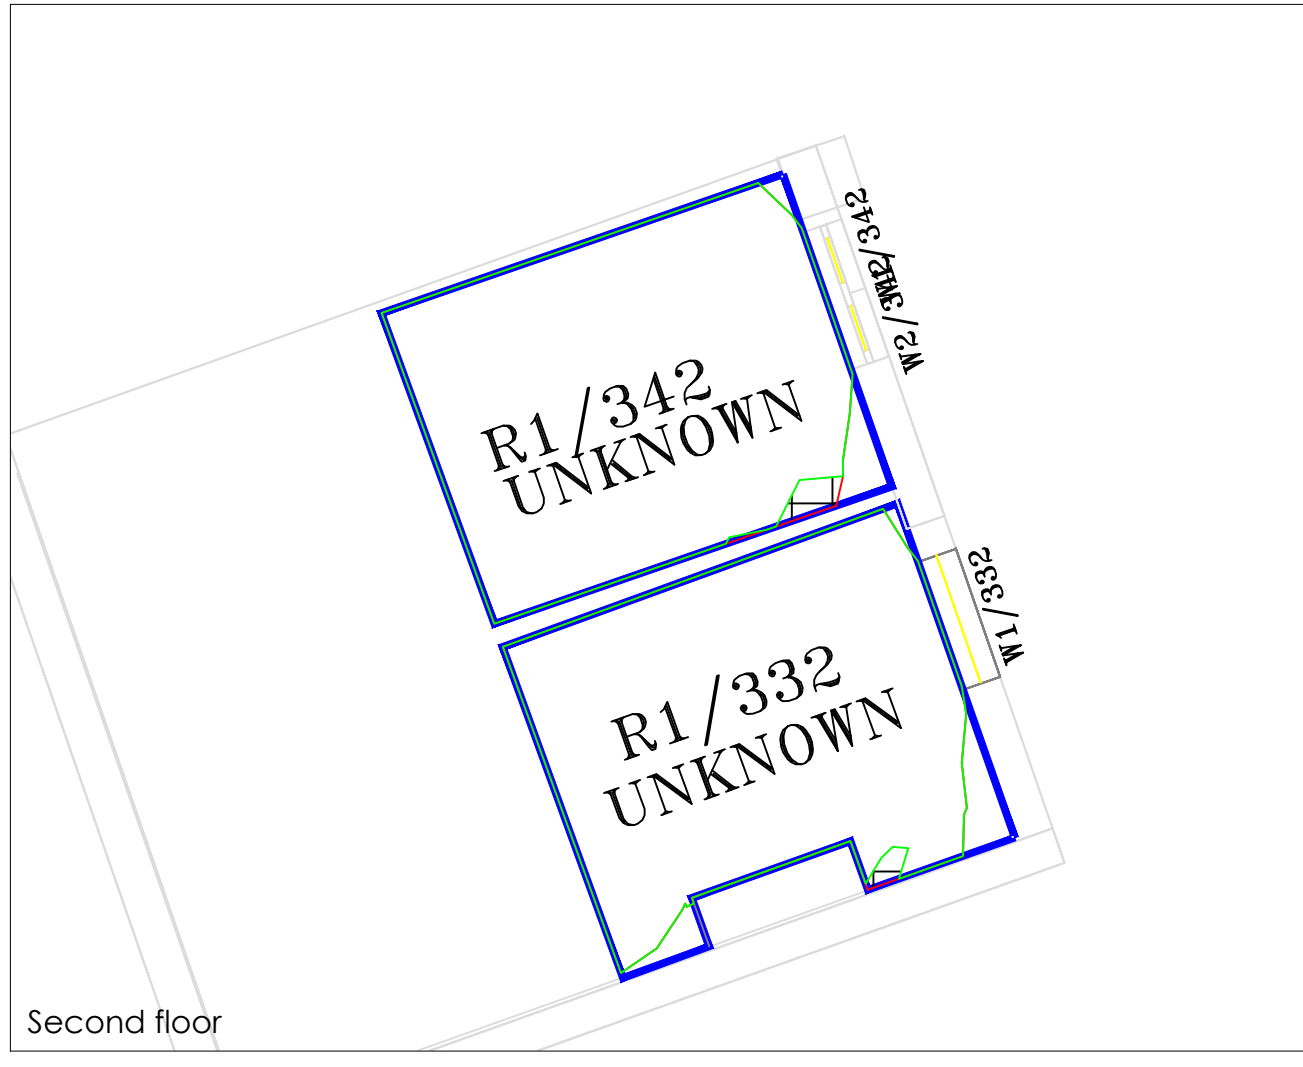 W1/342
W2/342
R1/342
UNKNOWN
W1/332
R1/332
UNKNOWN
Second floor